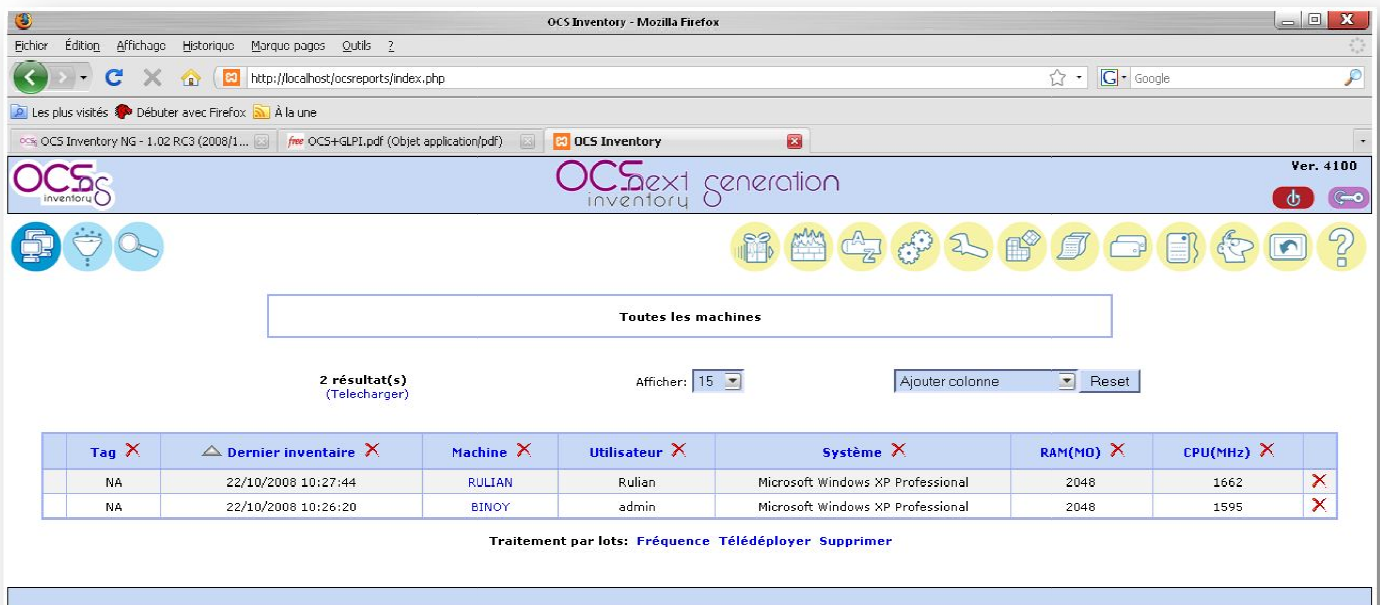 OCS Inventory - Mozilla Firefox
Fichier Édition Affichage Historique Marque-pages Outils ?
http://localhost/ocsreports/index.php
G Google
Les plus visités Débuter avec Firefox À la une
OCS Inventory NG - 1.02 RC3 (2008/1... free OCS+GLPI.pdf (Objet application/pdf) OCS Inventory
OCS ng inventory
OCS inventory next generation
Ver. 4100
Toutes les machines
2 résultat(s)
(Telecharger)
Afficher: 15
Ajouter colonne Reset
Tag Dernier inventaire Machine Utilisateur Système RAM(MO) CPU(MHz)
NA 22/10/2008 10:27:44 RULIAN Rulian Microsoft Windows XP Professional 2048 1662
NA 22/10/2008 10:26:20 BINOY admin Microsoft Windows XP Professional 2048 1595
Traitement par lots: Fréquence Télédéployer Supprimer